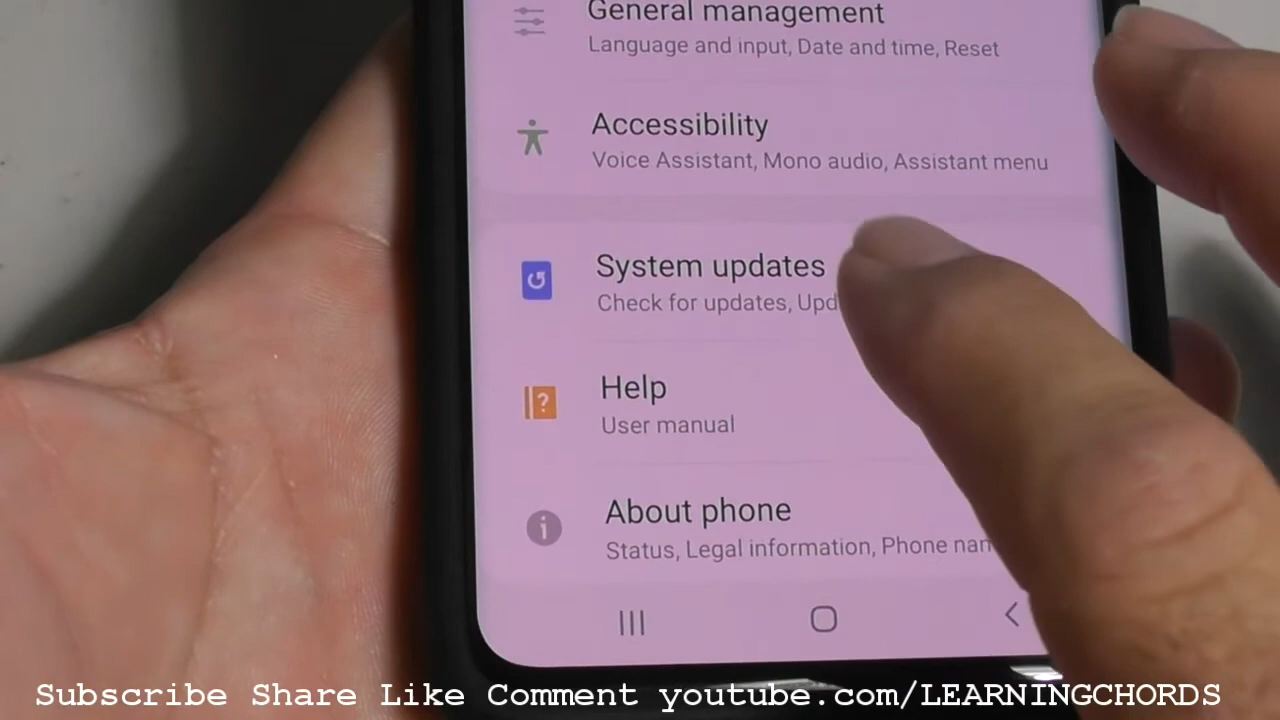 General management
Language and input, Date and time, Reset
Accessibility
Voice Assistant, Mono audio, Assistant menu
System updates
Check for updates, Upd
Help
User manual
About phone
Status, Legal information, Phone nam
Subscribe Share Like Comment youtube.com/LEARNINGCHORDS